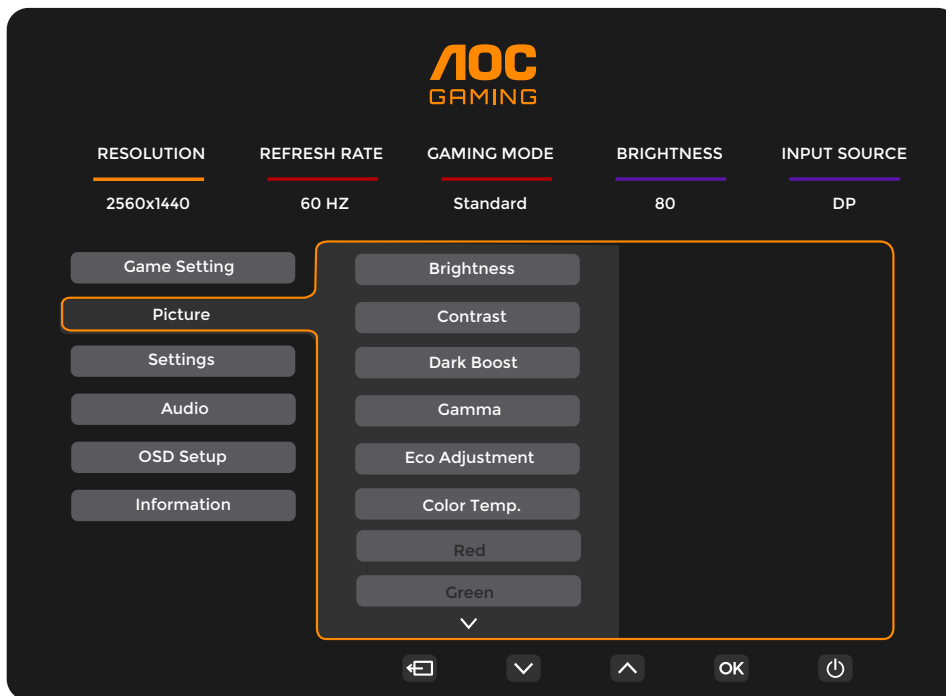 AOC
GAMING
RESOLUTION REFRESH RATE GAMING MODE BRIGHTNESS INPUT SOURCE
2560x1440 60 HZ Standard 80 DP
Game Setting
Picture
Settings
Audio
OSD Setup
Information
Brightness
Contrast
Dark Boost
Gamma
Eco Adjustment
Color Temp.
Red
Green
OK